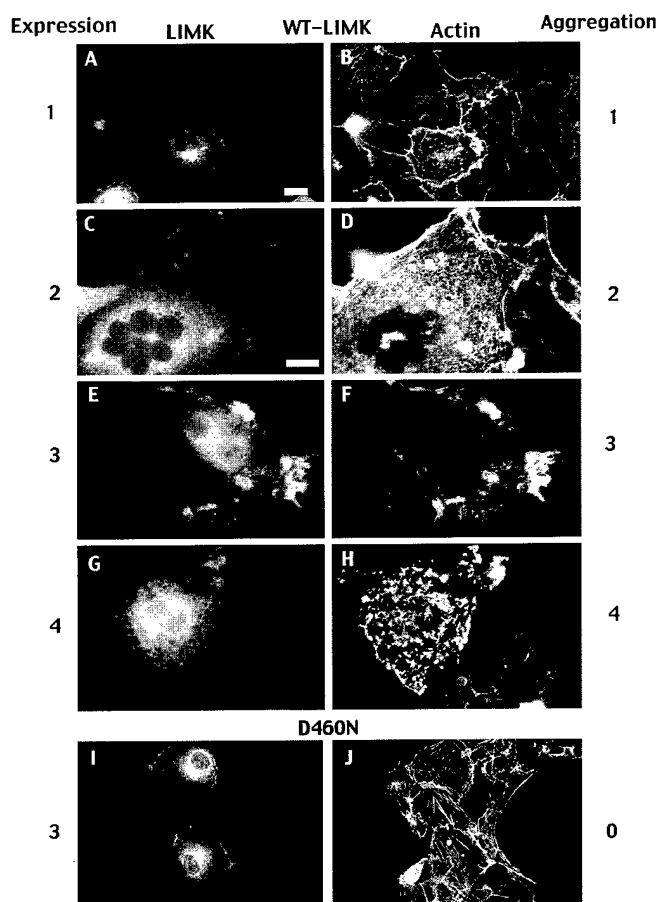 Expression LIMK WT-LIMK Actin Aggregation
A B
1 1
C D
2 2
E F
3 3
G H
4 4
D460N
I J
3 0